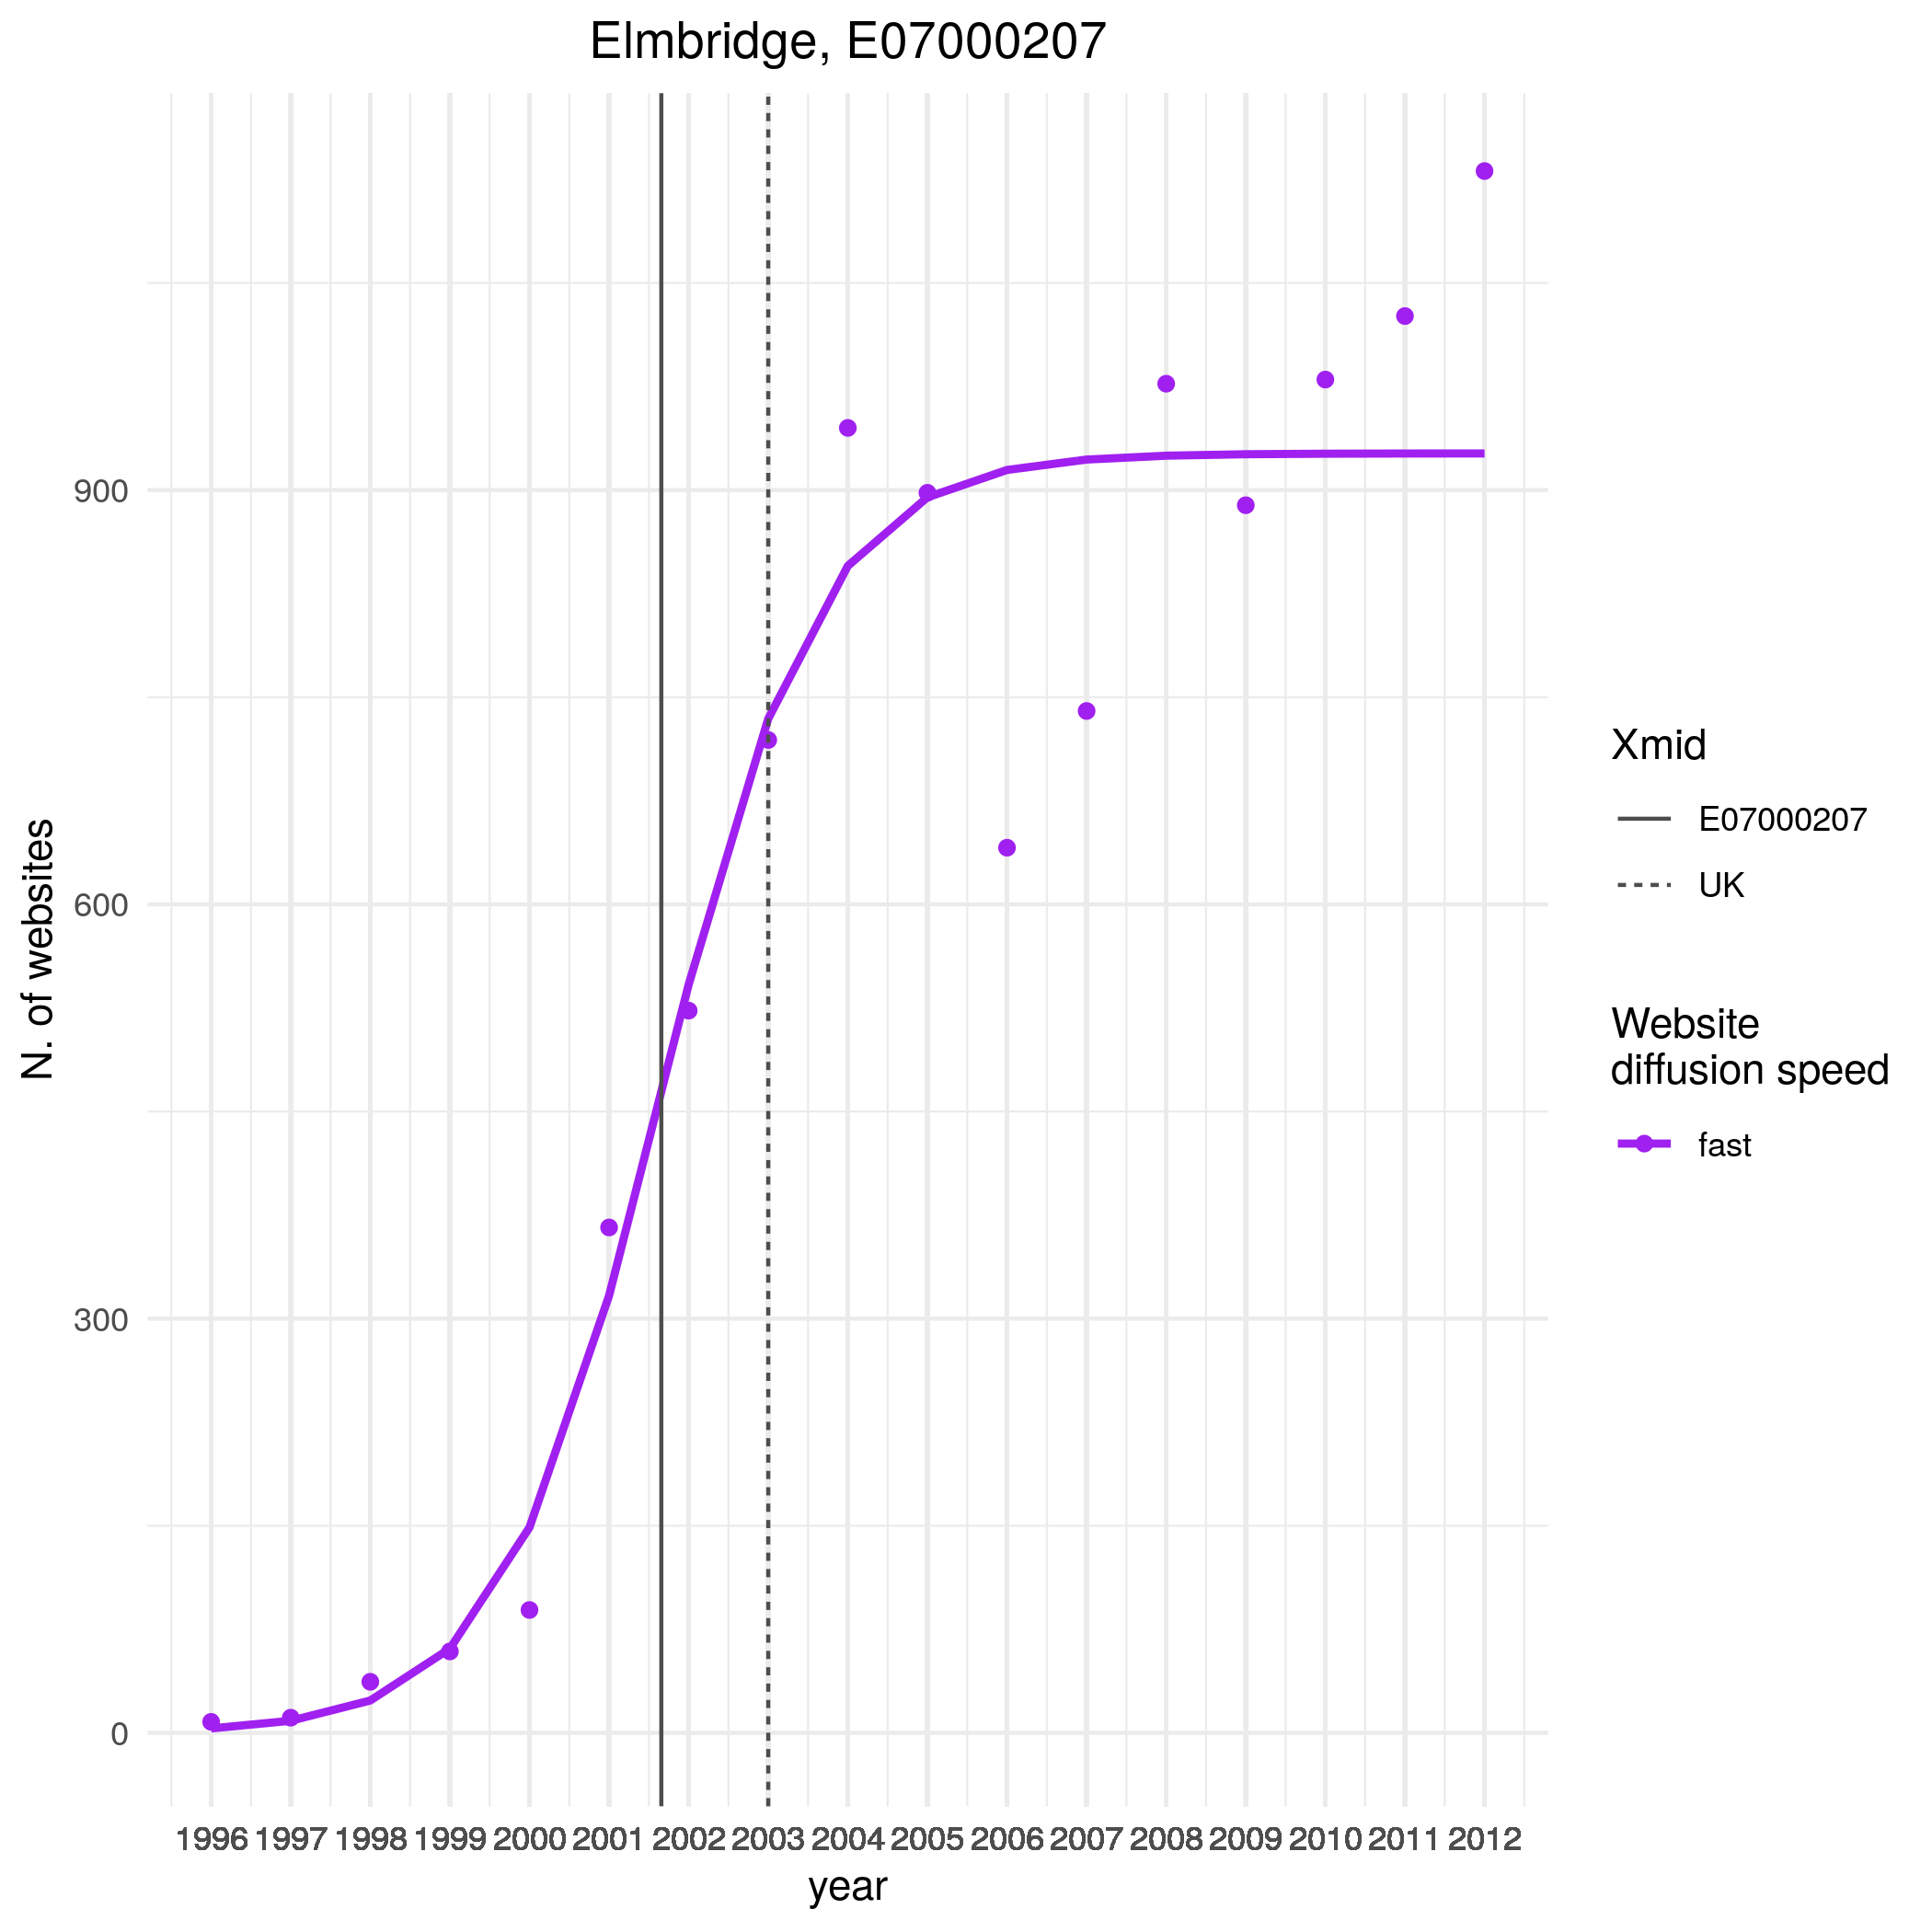 Elmbridge, E07000207
N. of websites
900
600
300
0
1996 1997 1998 1999 2000 2001 2002 2003 2004 2005 2006 2007 2008 2009 2010 2011 2012
year
Xmid
E07000207
UK
Website
diffusion speed
fast